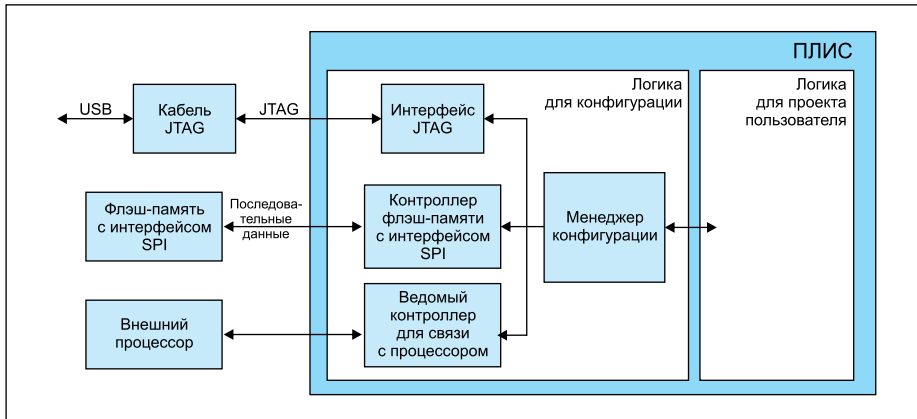 ПЛИС
Логика
для конфигурации
Логика
для проекта
пользователя
USB
Кабель
JTAG
JTAG
Интерфейс
JTAG
Флэш-память
с интерфейсом
SPI
Последова-
тельные
данные
Контроллер
флэш-памяти
с интерфейсом
SPI
Менеджер
конфигурации
Внешний
процессор
Ведомый
контроллер
для связи
с процессором